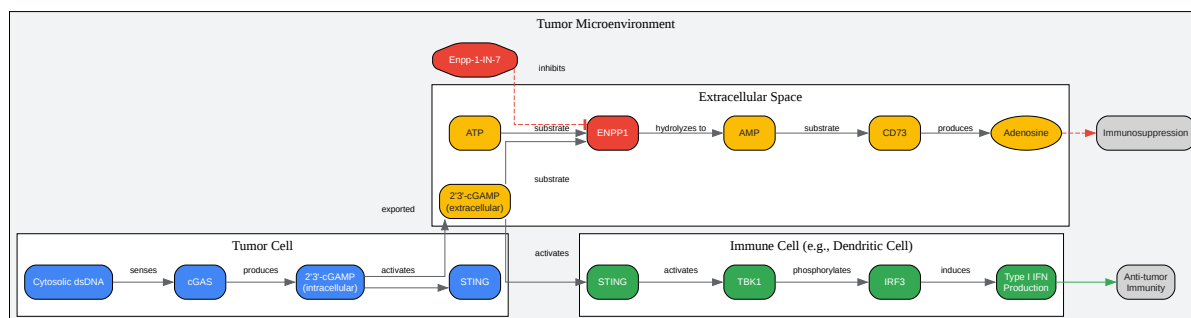 Tumor Microenvironment
Enpp-1-IN-7
inhibits
Extracellular Space
ATP
substrate
ENPP1
hydrolyzes to
AMP
substrate
CD73
produces
Adenosine
Immunosuppression
substrate
2'3'-cGAMP
(extracellular)
exported
Tumor Cell
Cytosolic dsDNA
senses
cGAS
produces
2'3'-cGAMP
(intracellular)
activates
STING
activates
Immune Cell (e.g., Dendritic Cell)
STING
activates
TBK1
phosphorylates
IRF3
induces
Type I IFN
Production
Anti-tumor
Immunity